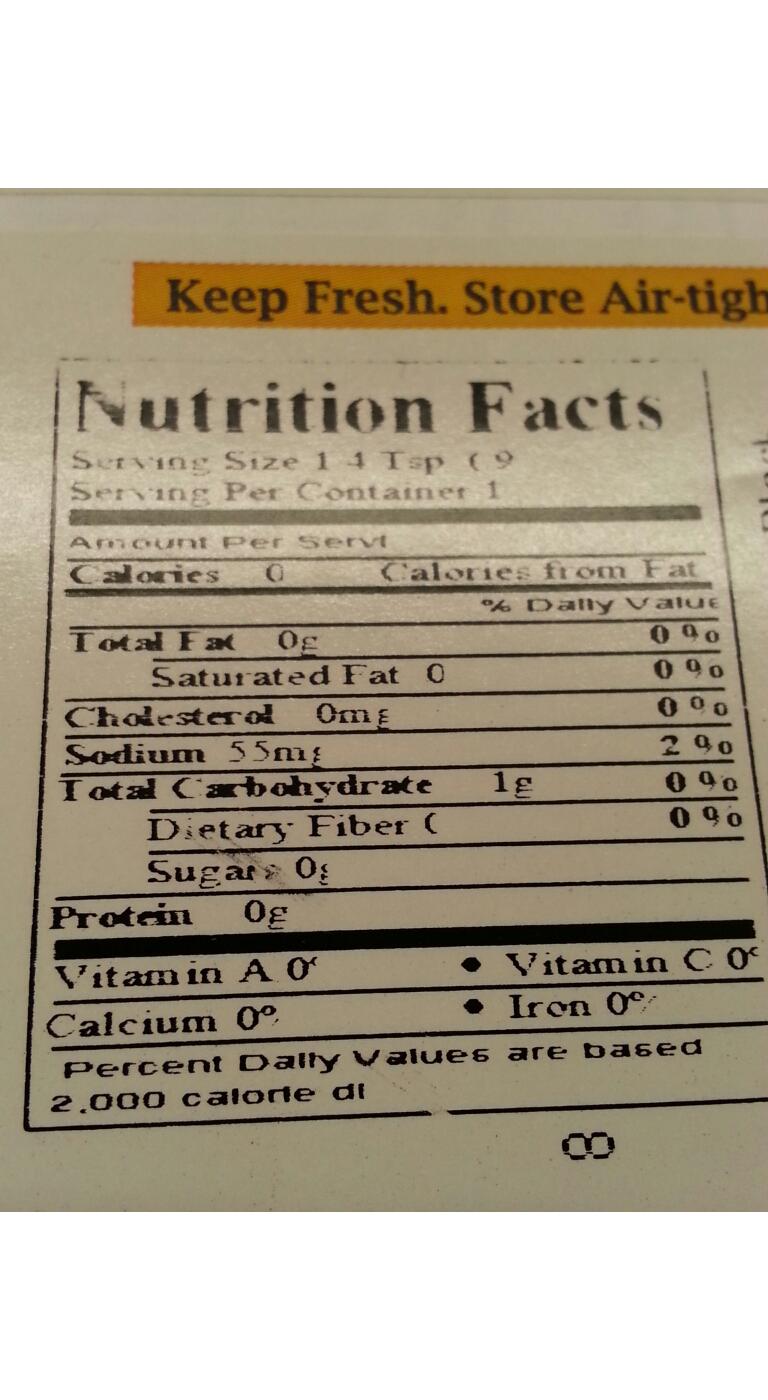 Keep Fresh. Store Air-tigh
Nutrition Facts
Serving Size 1 4 Tsp ( 9
Serving Per Container 1
Amount Per Servi
Calories 0 Calories from Fat
% Daily Value
Total Fat 0g 0%
Saturated Fat 0 0%
Cholesterol 0mg 0%
Sodium 55mg 2%
Total Carbohydrate 1g 0%
Dietary Fiber ( 0%
Sugars 0g
Protein 0g
Vitamin A 0 • Vitamin C 0
Calcium 0% • Iron 0%
Percent Daily Values are based
2,000 calorie di
8